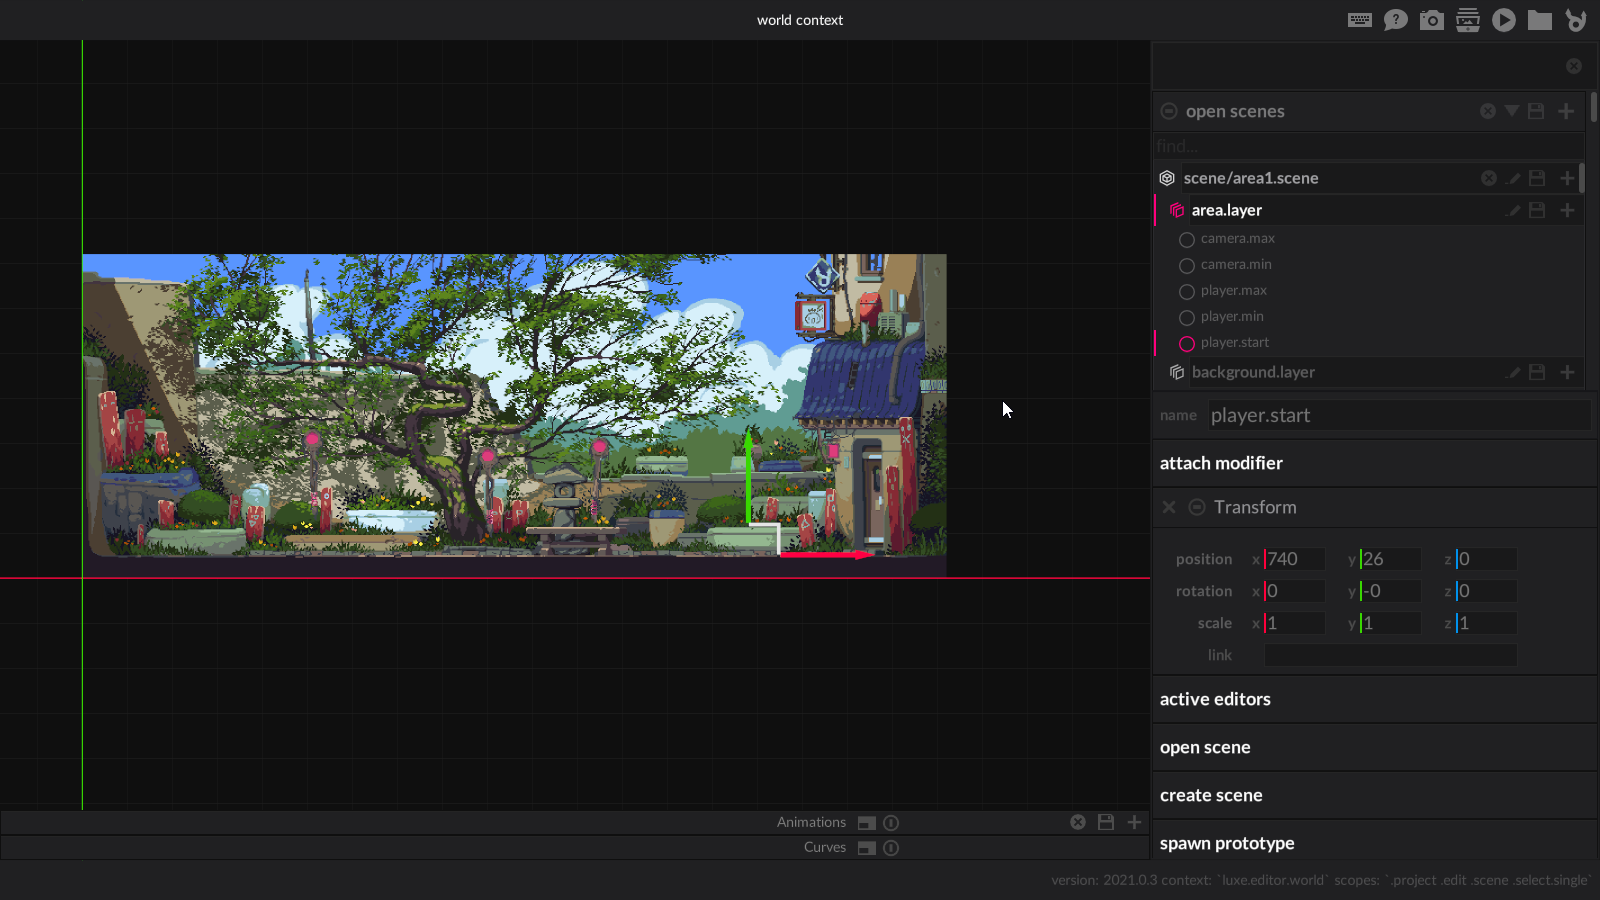 world context
open scenes
find...
scene/area1.scene
area.layer
camera.max
camera.min
player.max
player.min
player.start
background.layer
name player.start
attach modifier
Transform
position x 740 y 26 z 0
rotation x 0 y -0 z 0
scale x 1 y 1 z 1
link
active editors
open scene
create scene
spawn prototype
Animations
Curves
version: 2021.0.3 context: `luxe.editor.world` scopes: `.project .edit .scene .select.single`